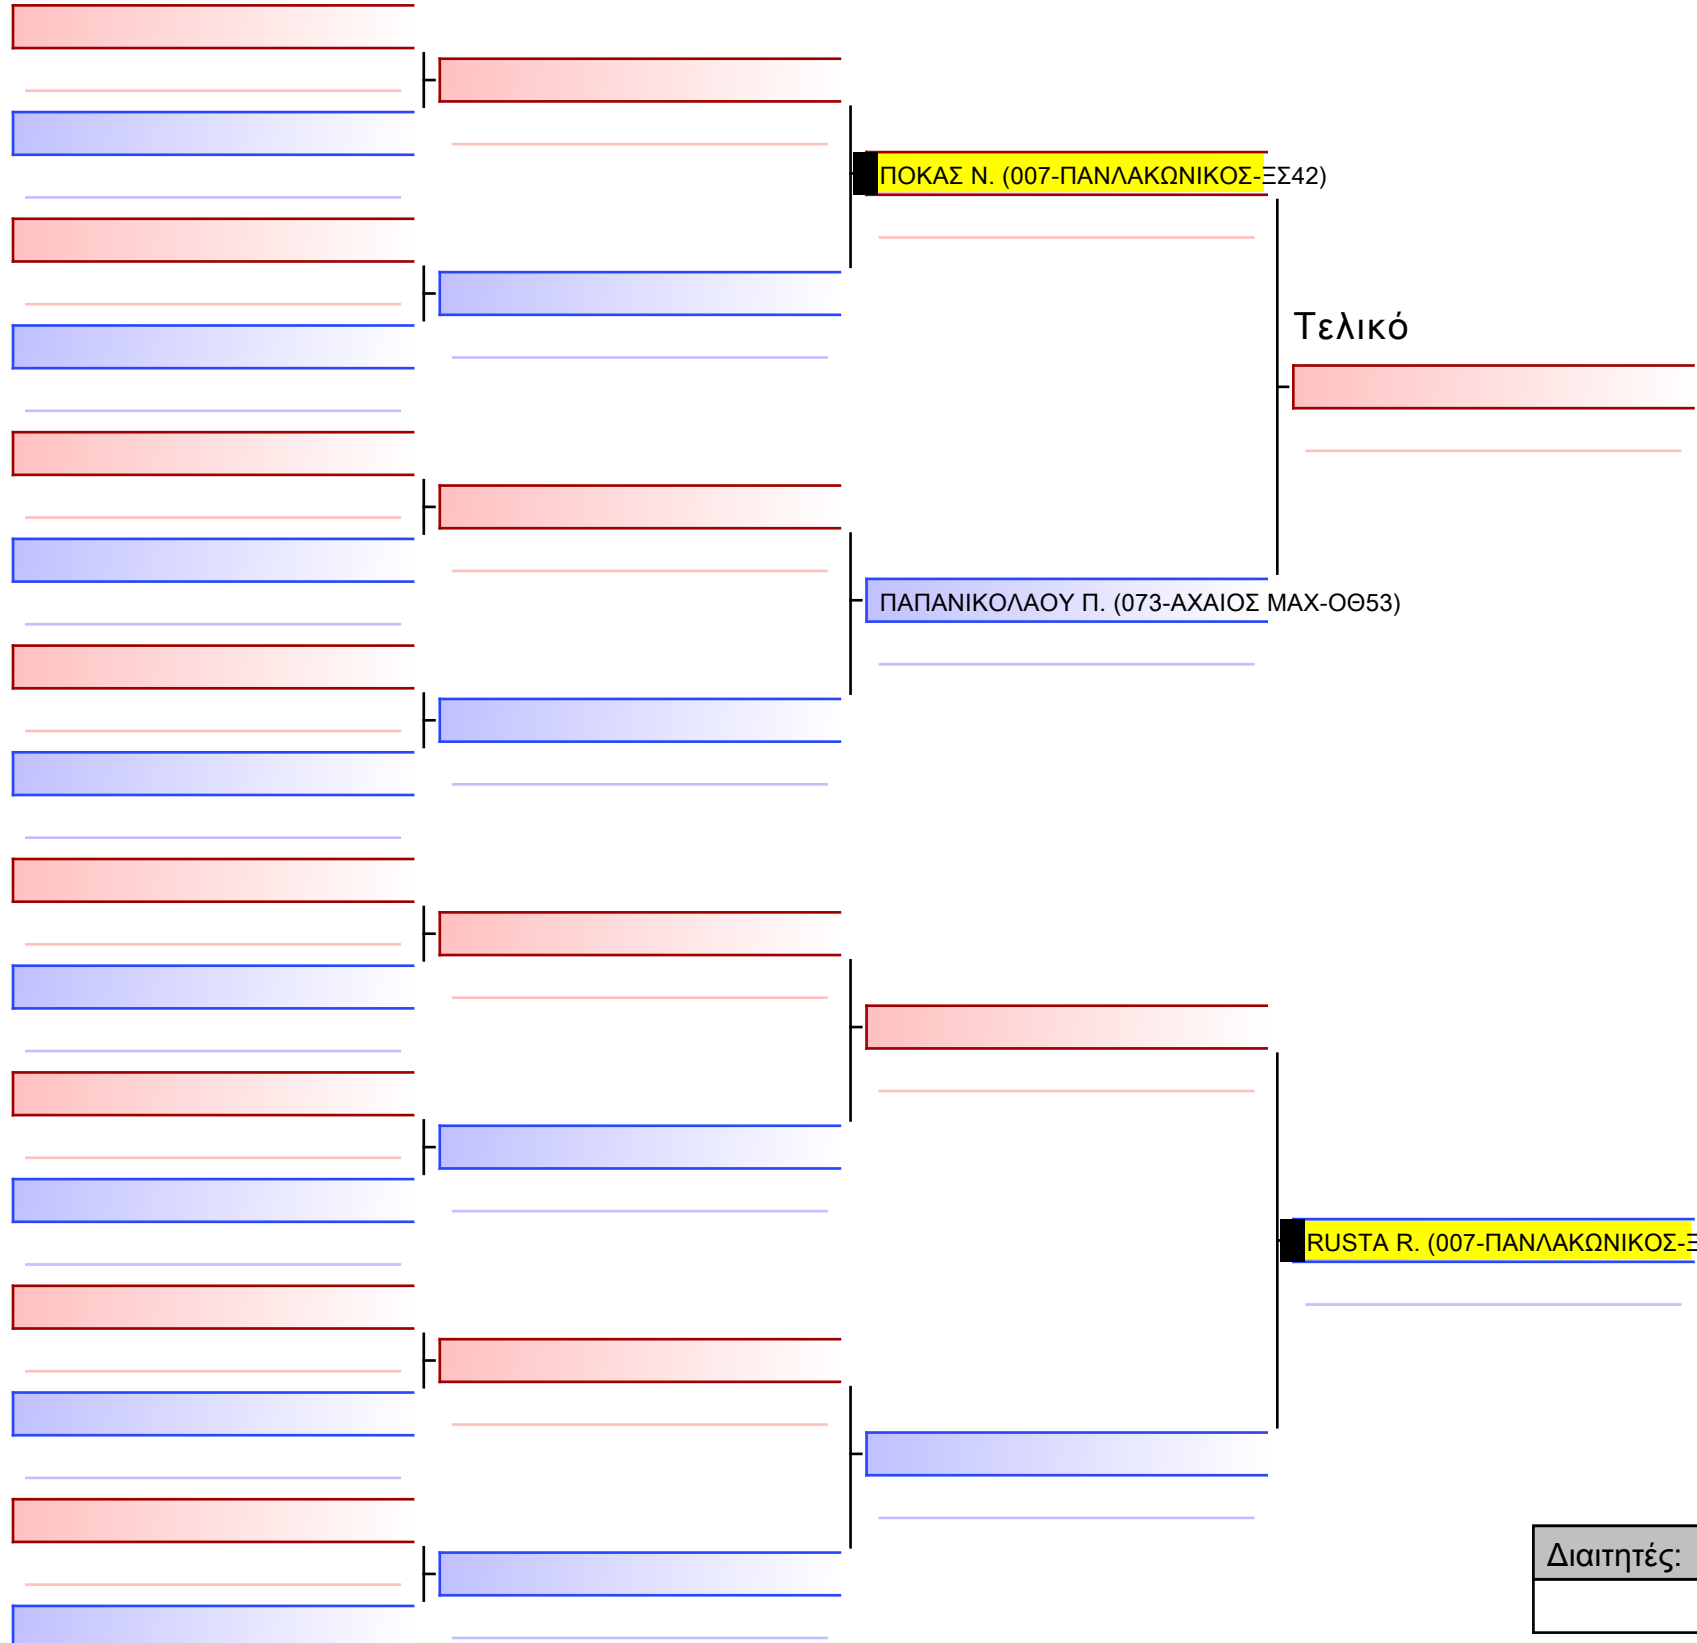 ΠΟΚΑΣ Ν. (007-ΠΑΝΛΑΚΩΝΙΚΟΣ-ΞΣ42)
Τελικό
ΠΑΠΑΝΙΚΟΛΑΟΥ Π. (073-ΑΧΑΙΟΣ ΜΑΧ-ΟΘ53)
RUSTA R. (007-ΠΑΝΛΑΚΩΝΙΚΟΣ-Ξ
Διαιτητές: